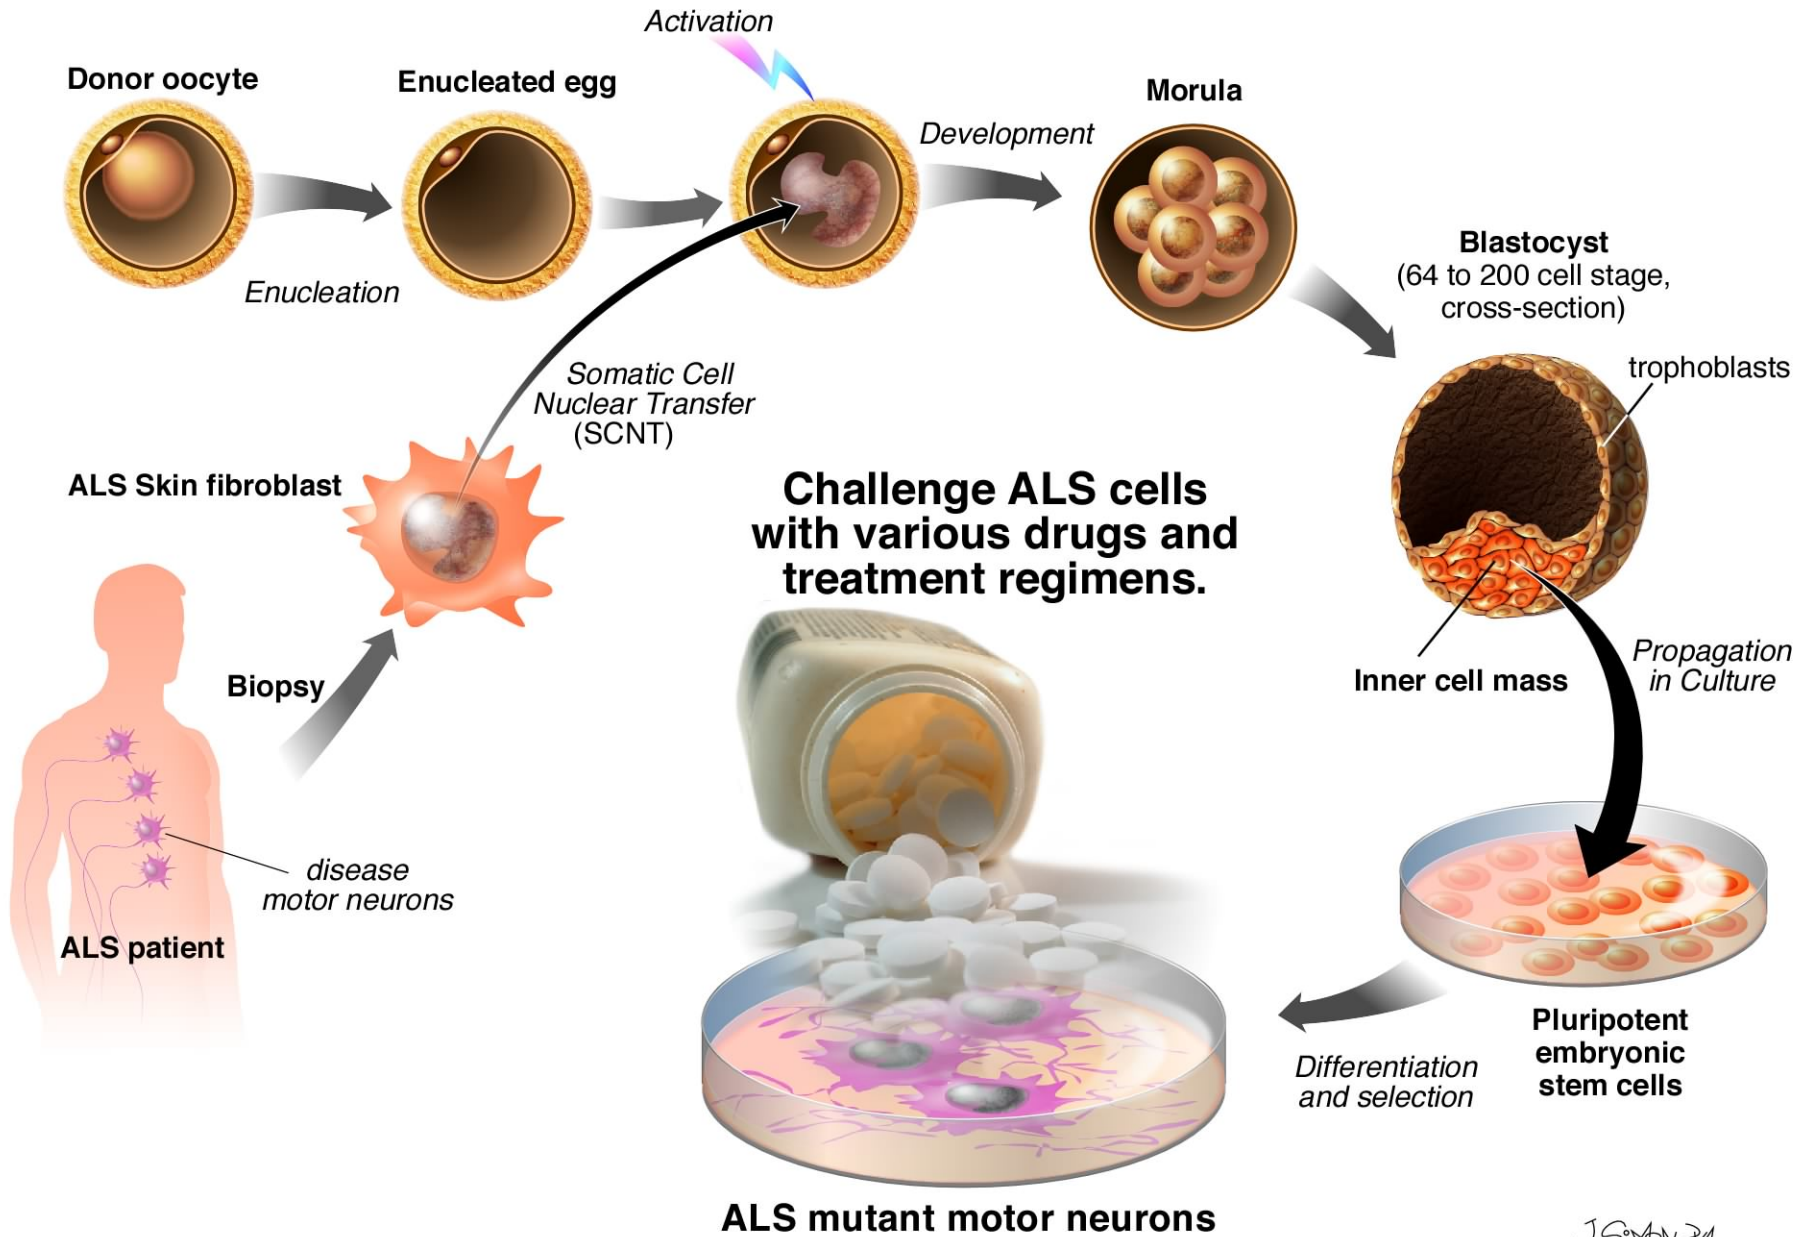 Activation
Donor oocyte
Enucleated egg
Morula
Development
Enucleation
Blastocyst
(64 to 200 cell stage,
cross-section)
trophoblasts
Somatic Cell
Nuclear Transfer
(SCNT)
ALS Skin fibroblast
Challenge ALS cells
with various drugs and
treatment regimens.
Biopsy
Inner cell mass
Propagation
in Culture
disease
motor neurons
ALS patient
Pluripotent
embryonic
stem cells
Differentiation
and selection
ALS mutant motor neurons